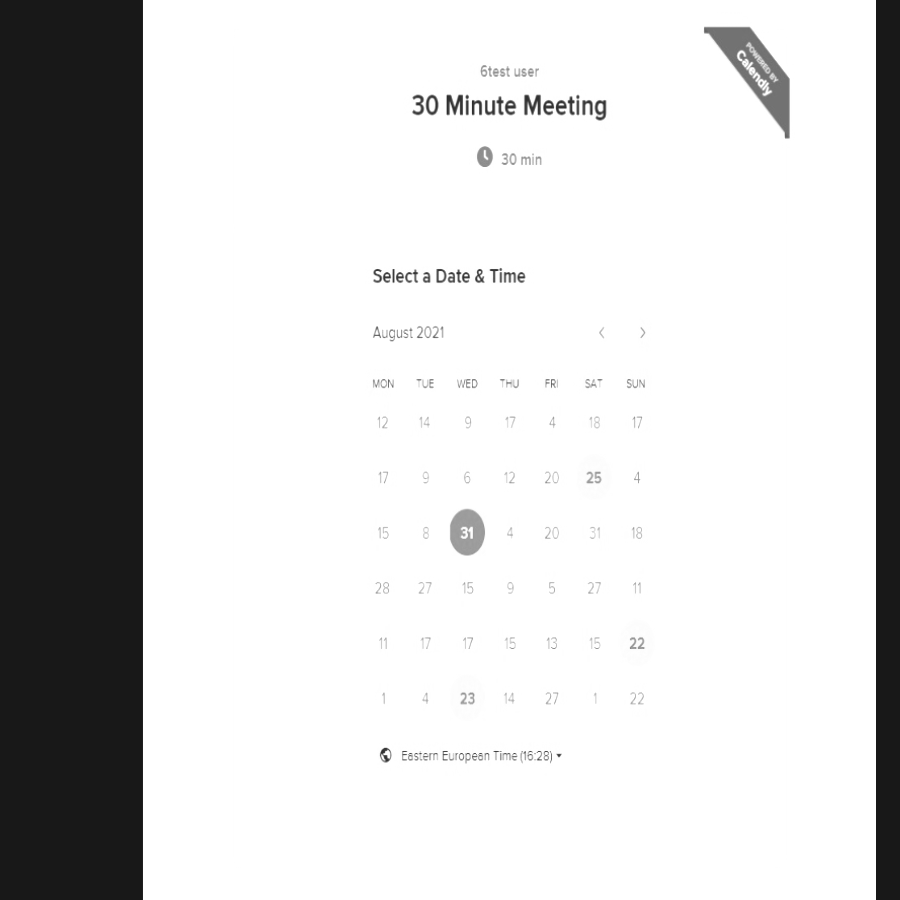 POWERED BY
Calendly
6test user
30 Minute Meeting
30 min
Select a Date & Time
August 2021
MON TUE WED THU FRI SAT SUN
12 14 9 17 4 18 17
17 9 6 12 20 25 4
15 8 31 4 20 31 18
28 27 15 9 5 27 11
11 17 17 15 13 15 22
1 4 23 14 27 1 22
Eastern European Time (16:28)